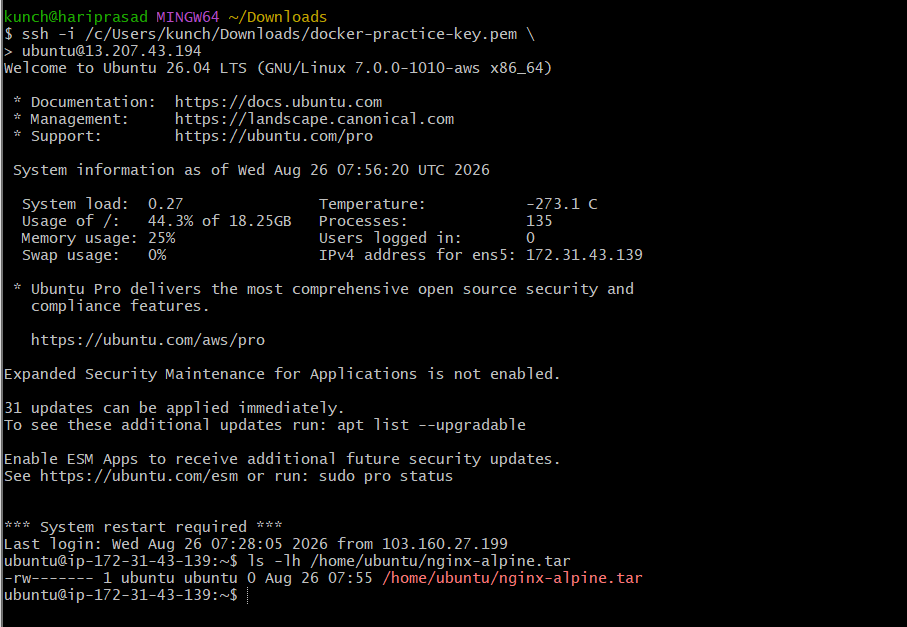 kunch@hariprasad MINGW64 ~/Downloads
$ ssh -i /c/Users/kunch/Downloads/docker-practice-key.pem \
> ubuntu@13.207.43.194
Welcome to Ubuntu 26.04 LTS (GNU/Linux 7.0.0-1010-aws x86_64)

 * Documentation:  https://docs.ubuntu.com
 * Management:     https://landscape.canonical.com
 * Support:        https://ubuntu.com/pro

 System information as of Wed Aug 26 07:56:20 UTC 2026

  System load:  0.27               Temperature:           -273.1 C
  Usage of /:   44.3% of 18.25GB   Processes:             135
  Memory usage: 25%                Users logged in:       0
  Swap usage:   0%                 IPv4 address for ens5: 172.31.43.139

 * Ubuntu Pro delivers the most comprehensive open source security and
   compliance features.

   https://ubuntu.com/aws/pro

Expanded Security Maintenance for Applications is not enabled.

31 updates can be applied immediately.
To see these additional updates run: apt list --upgradable

Enable ESM Apps to receive additional future security updates.
See https://ubuntu.com/esm or run: sudo pro status


*** System restart required ***
Last login: Wed Aug 26 07:28:05 2026 from 103.160.27.199
ubuntu@ip-172-31-43-139:~$ ls -lh /home/ubuntu/nginx-alpine.tar
-rw------- 1 ubuntu ubuntu 0 Aug 26 07:55 /home/ubuntu/nginx-alpine.tar
ubuntu@ip-172-31-43-139:~$